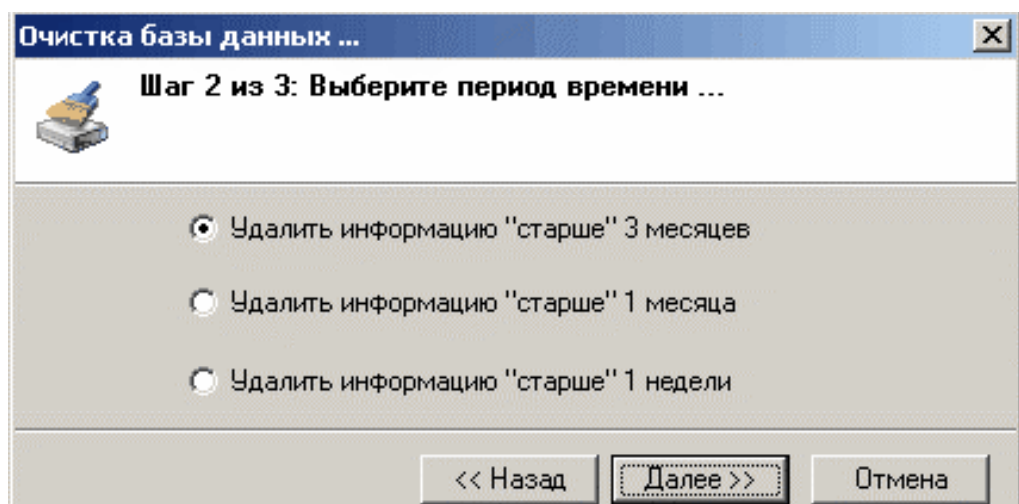 Очистка базы данных ...
Шаг 2 из 3: Выберите период времени ...
Удалить информацию "старше" 3 месяцев
Удалить информацию "старше" 1 месяца
Удалить информацию "старше" 1 недели
<< Назад Далее >> Отмена